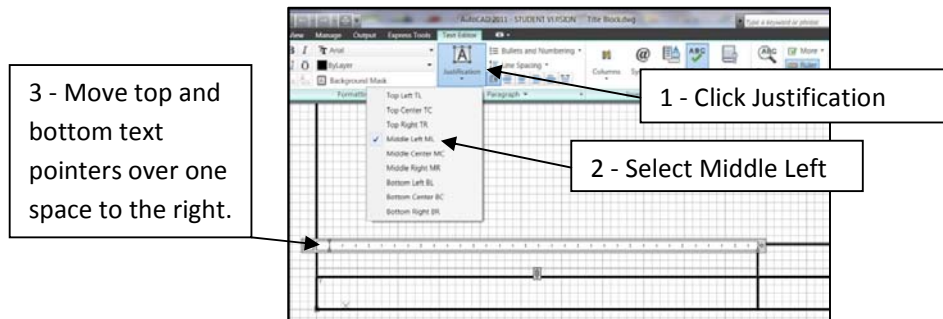 AutoCAD 2011 - STUDENT VERSION Title Block.dwg
Type a keyword or phrase
View Manage Output Express Tools Text Editor
Arial
Bullets and Numbering
More
ByLayer
Justification
Line Spacing
Columns
Ruler
Background Mask
Paragraph
3 - Move top and
bottom text
pointers over one
space to the right.
1 - Click Justification
2 - Select Middle Left
Top Left TL
Top Center TC
Top Right TR
Middle Left ML
Middle Center MC
Middle Right MR
Bottom Left BL
Bottom Center BC
Bottom Right BR